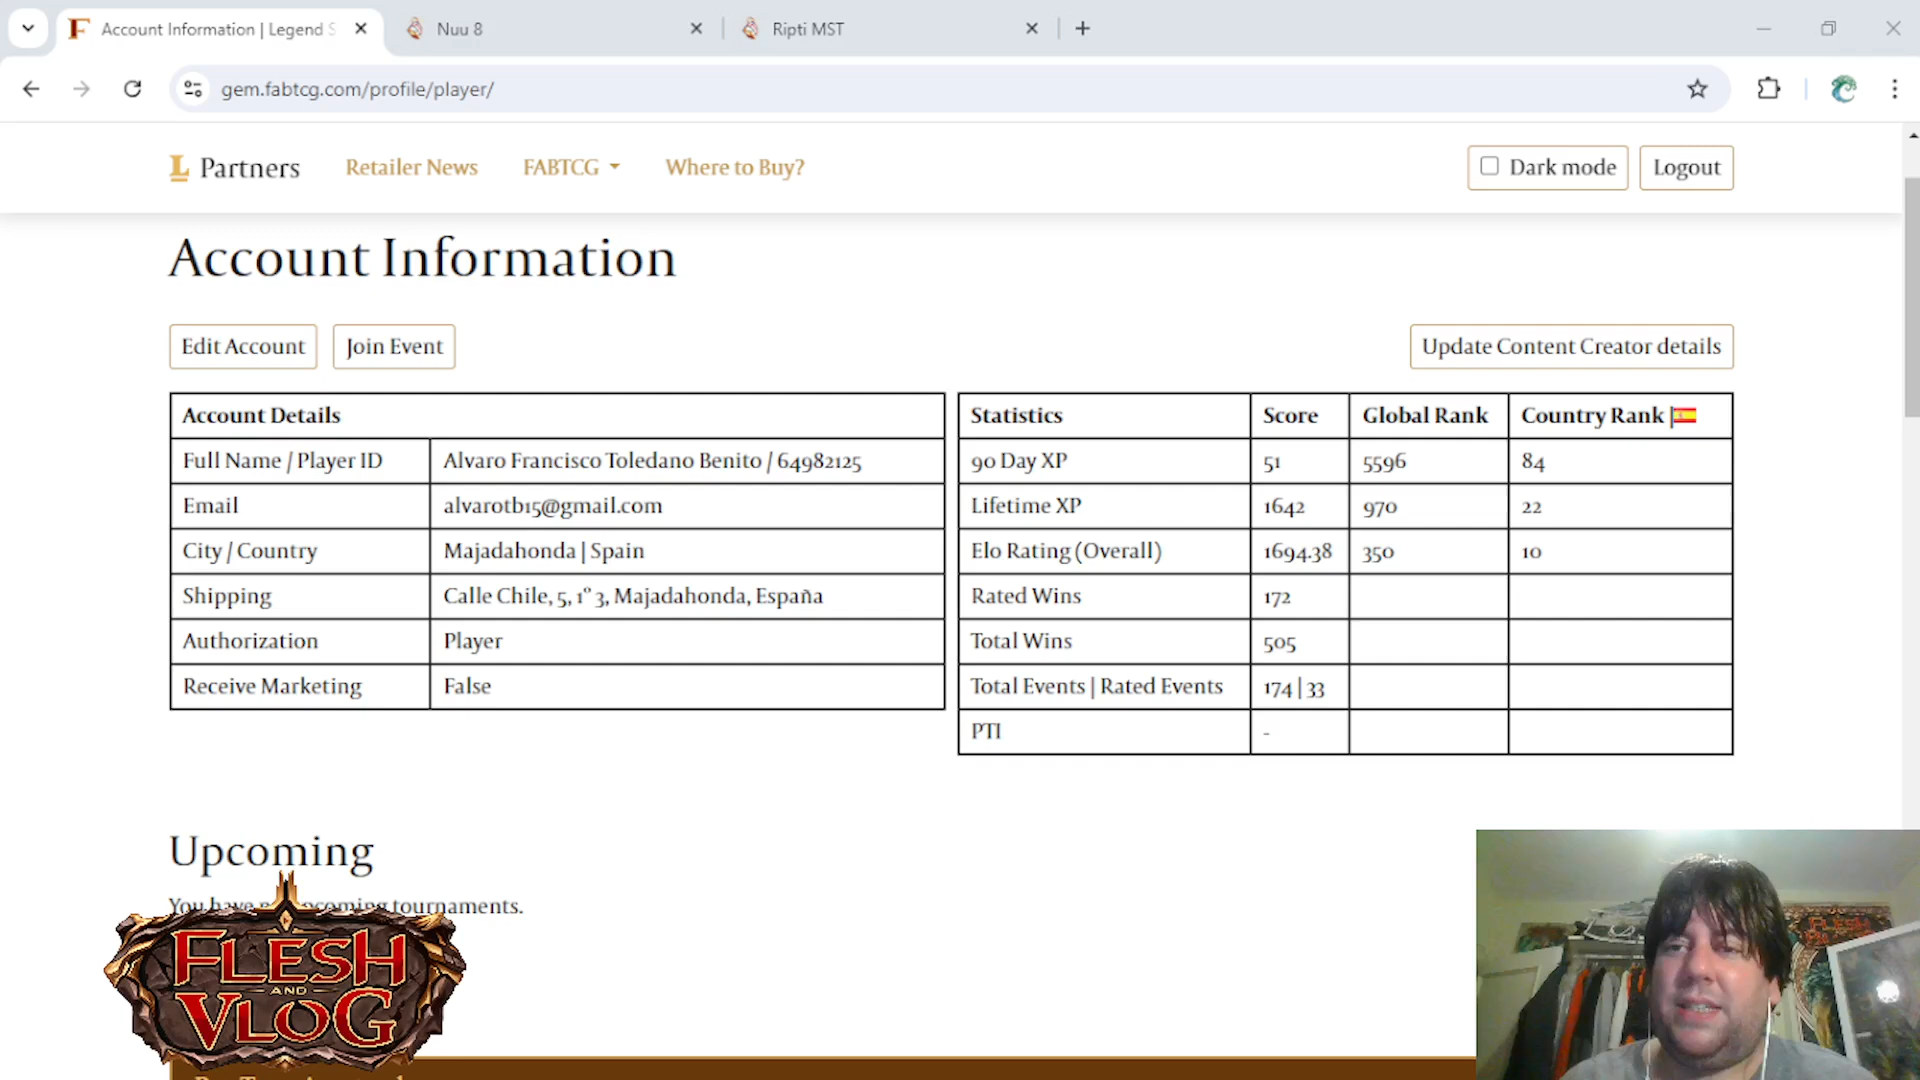 Account Information | Legend S
Nuu 8
Ripti MST
gem.fabtcg.com/profile/player/
Partners
Retailer News
FABTCG
Where to Buy?
Dark mode
Logout
Account Information
Edit Account
Join Event
Update Content Creator details
Account Details
Full Name / Player ID Alvaro Francisco Toledano Benito / 64982125
Email alvarotb15@gmail.com
City / Country Majadahonda | Spain
Shipping Calle Chile, 5, 1º 3, Majadahonda, España
Authorization Player
Receive Marketing False
Statistics Score Global Rank Country Rank |
90 Day XP 51 5596 84
Lifetime XP 1642 970 22
Elo Rating (Overall) 1694.38 350 10
Rated Wins 172
Total Wins 505
Total Events | Rated Events 174 | 33
PTI -
Upcoming
You have upcoming tournaments.
FLESH
AND
VLOG